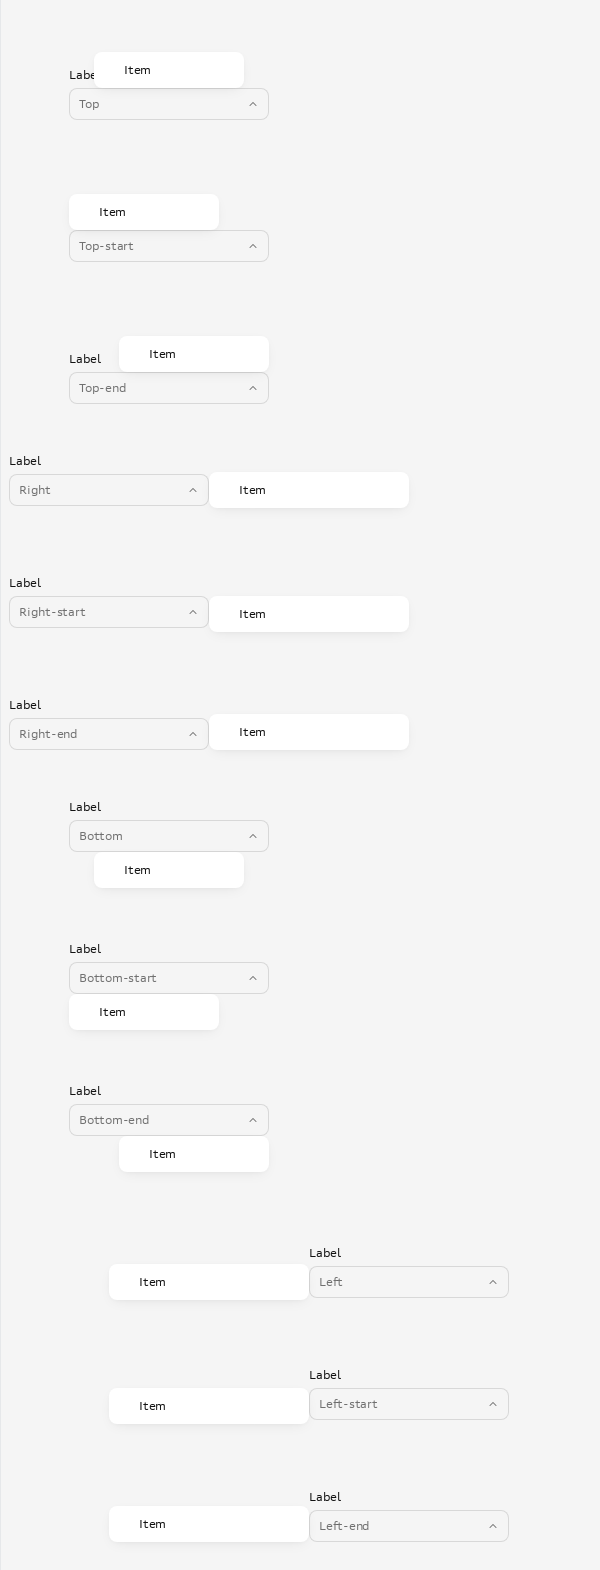 Item
Labe
Top
Item
Top-start
Item
Label
Top-end
Label
Right
Item
Label
Right-start
Item
Label
Right-end
Item
Label
Bottom
Item
Label
Bottom-start
Item
Label
Bottom-end
Item
Label
Item
Left
Label
Left-start
Item
Label
Item
Left-end